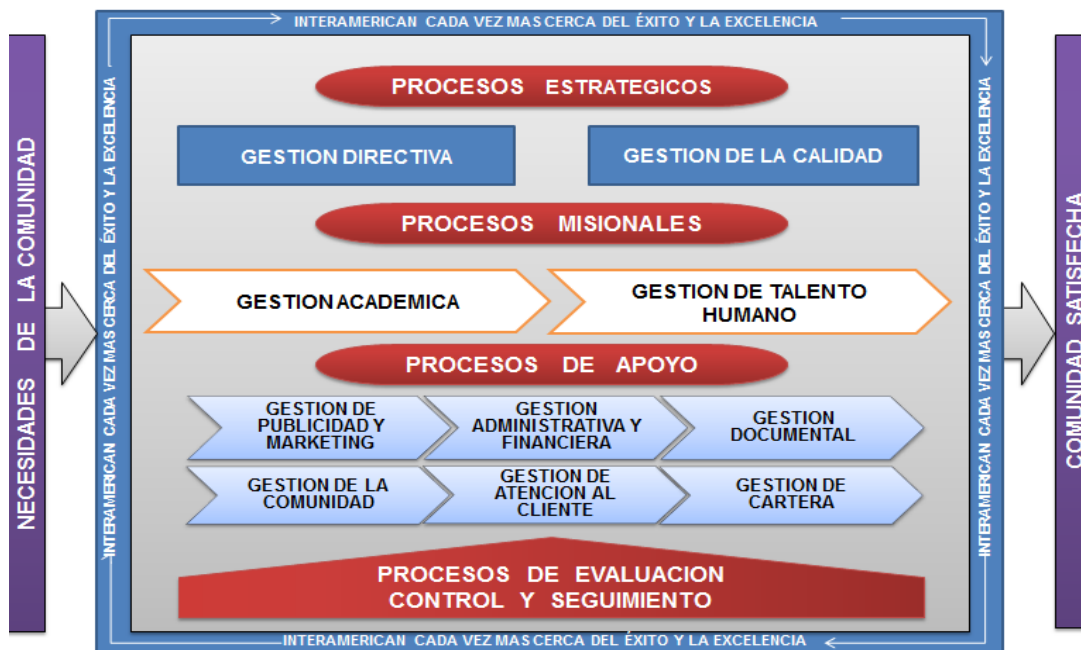 INTERAMERICAN CADA VEZ MAS CERCA DEL ÉXITO Y LA EXCELENCIA
NECESIDADES DE LA COMUNIDAD
INTERAMERICAN CADA VEZ MAS CERCA DEL ÉXITO Y LA EXCELENCIA
PROCESOS ESTRATEGICOS
GESTION DIRECTIVA
GESTION DE LA CALIDAD
PROCESOS MISIONALES
GESTION ACADEMICA
GESTION DE TALENTO
HUMANO
PROCESOS DE APOYO
GESTION DE
PUBLICIDAD Y
MARKETING
GESTION
ADMINISTRATIVA Y
FINANCIERA
GESTION
DOCUMENTAL
GESTION DE LA
COMUNIDAD
GESTION DE
ATENCION AL
CLIENTE
GESTION DE
CARTERA
PROCESOS DE EVALUACION
CONTROL Y SEGUIMIENTO
INTERAMERICAN CADA VEZ MAS CERCA DEL ÉXITO Y LA EXCELENCIA
COMUNIDAD SATISFECHA
INTERAMERICAN CADA VEZ MAS CERCA DEL ÉXITO Y LA EXCELENCIA